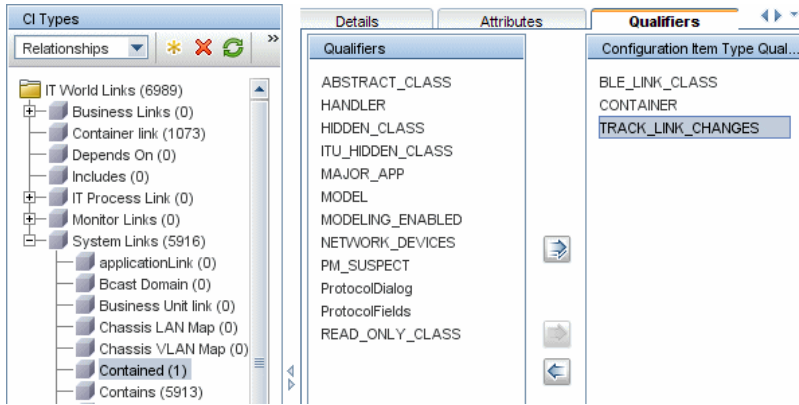 CI Types
Relationships
»
IT World Links (6989)
Business Links (0)
Container link (1073)
Depends On (0)
Includes (0)
IT Process Link (0)
Monitor Links (0)
System Links (5916)
applicationLink (0)
Bcast Domain (0)
Business Unit link (0)
Chassis LAN Map (0)
Chassis VLAN Map (0)
Contained (1)
Contains (5913)
Details
Attributes
Qualifiers
Qualifiers
ABSTRACT_CLASS
HANDLER
HIDDEN_CLASS
ITU_HIDDEN_CLASS
MAJOR_APP
MODEL
MODELING_ENABLED
NETWORK_DEVICES
PM_SUSPECT
ProtocolDialog
ProtocolFields
READ_ONLY_CLASS
Configuration Item Type Qual...
BLE_LINK_CLASS
CONTAINER
TRACK_LINK_CHANGES